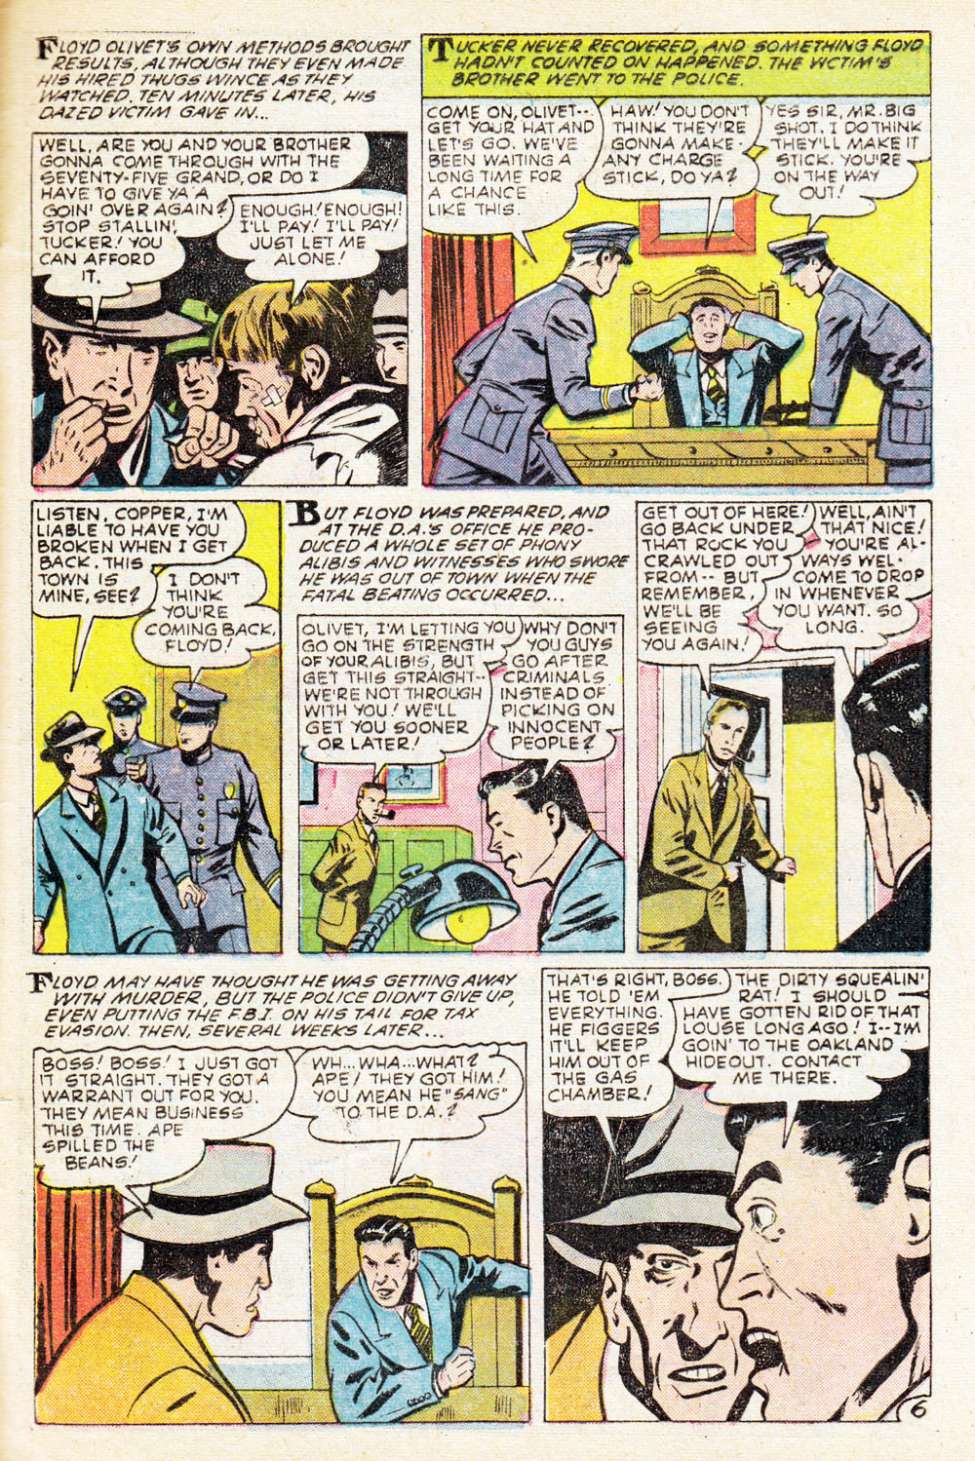 FLOYD OLIVET'S OWN METHODS BROUGHT
RESULTS, ALTHOUGH THEY EVEN MADE
HIS HIRED THUGS WINCE AS THEY
WATCHED. TEN MINUTES LATER, HIS
DAZED VICTIM GAVE IN...
WELL, ARE YOU AND YOUR BROTHER
GONNA COME THROUGH WITH THE
SEVENTY-FIVE GRAND, OR DO I
HAVE TO GIVE YA A
GOIN' OVER AGAIN?
STOP STALLIN',
TUCKER! YOU
CAN AFFORD
IT.
ENOUGH! ENOUGH!
I'LL PAY! I'LL PAY!
JUST LET ME
ALONE!
TUCKER NEVER RECOVERED, AND SOMETHING FLOYD
HADN'T COUNTED ON HAPPENED. THE VICTIM'S
BROTHER WENT TO THE POLICE.
COME ON, OLIVET--
GET YOUR HAT AND
LET'S GO. WE'VE
BEEN WAITING A
LONG TIME FOR
A CHANCE
LIKE THIS.
HAW! YOU DON'T
THINK THEY'RE
GONNA MAKE
ANY CHARGE
STICK, DO YA?
YES SIR, MR. BIG
SHOT. I DO THINK
THEY'LL MAKE IT
STICK. YOU'RE
ON THE WAY
OUT!
LISTEN, COPPER, I'M
LIABLE TO HAVE YOU
BROKEN WHEN I GET
BACK. THIS
TOWN IS
MINE, SEE?
I DON'T
THINK
YOU'RE
COMING BACK,
FLOYD!
BUT FLOYD WAS PREPARED, AND
AT THE D.A.'S OFFICE HE PRO-
DUCED A WHOLE SET OF PHONY
ALIBIS AND WITNESSES WHO SWORE
HE WAS OUT OF TOWN WHEN THE
FATAL BEATING OCCURRED...
OLIVET, I'M LETTING YOU
GO ON THE STRENGTH
OF YOUR ALIBIS, BUT
GET THIS STRAIGHT--
WE'RE NOT THROUGH
WITH YOU! WE'LL
GET YOU SOONER
OR LATER!
WHY DON'T
YOU GUYS
GO AFTER
CRIMINALS
INSTEAD OF
PICKING ON
INNOCENT
PEOPLE?
GET OUT OF HERE!
GO BACK UNDER
THAT ROCK YOU
CRAWLED OUT
FROM-- BUT
REMEMBER,
WE'LL BE
SEEING
YOU AGAIN!
WELL, AIN'T
THAT NICE!
YOU'RE AL-
WAYS WEL-
COME TO DROP
IN WHENEVER
YOU WANT. SO
LONG.
FLOYD MAY HAVE THOUGHT HE WAS GETTING AWAY
WITH MURDER, BUT THE POLICE DIDN'T GIVE UP,
EVEN PUTTING THE F.B.I. ON HIS TAIL FOR TAX
EVASION. THEN, SEVERAL WEEKS LATER...
BOSS! BOSS! I JUST GOT
IT STRAIGHT. THEY GOT A
WARRANT OUT FOR YOU.
THEY MEAN BUSINESS
THIS TIME. APE
SPILLED THE
BEANS!
WH...WHA...WHAT?
APE! THEY GOT HIM!
YOU MEAN HE "SANG"
TO THE D.A.?
THAT'S RIGHT, BOSS.
HE TOLD 'EM
EVERYTHING.
HE FIGGERS
IT'LL KEEP
HIM OUT OF
THE GAS
CHAMBER!
THE DIRTY SQUEALIN'
RAT! I SHOULD
HAVE GOTTEN RID OF THAT
LOUSE LONG AGO! I--I'M
GOIN' TO THE OAKLAND
HIDEOUT. CONTACT
ME THERE.
6